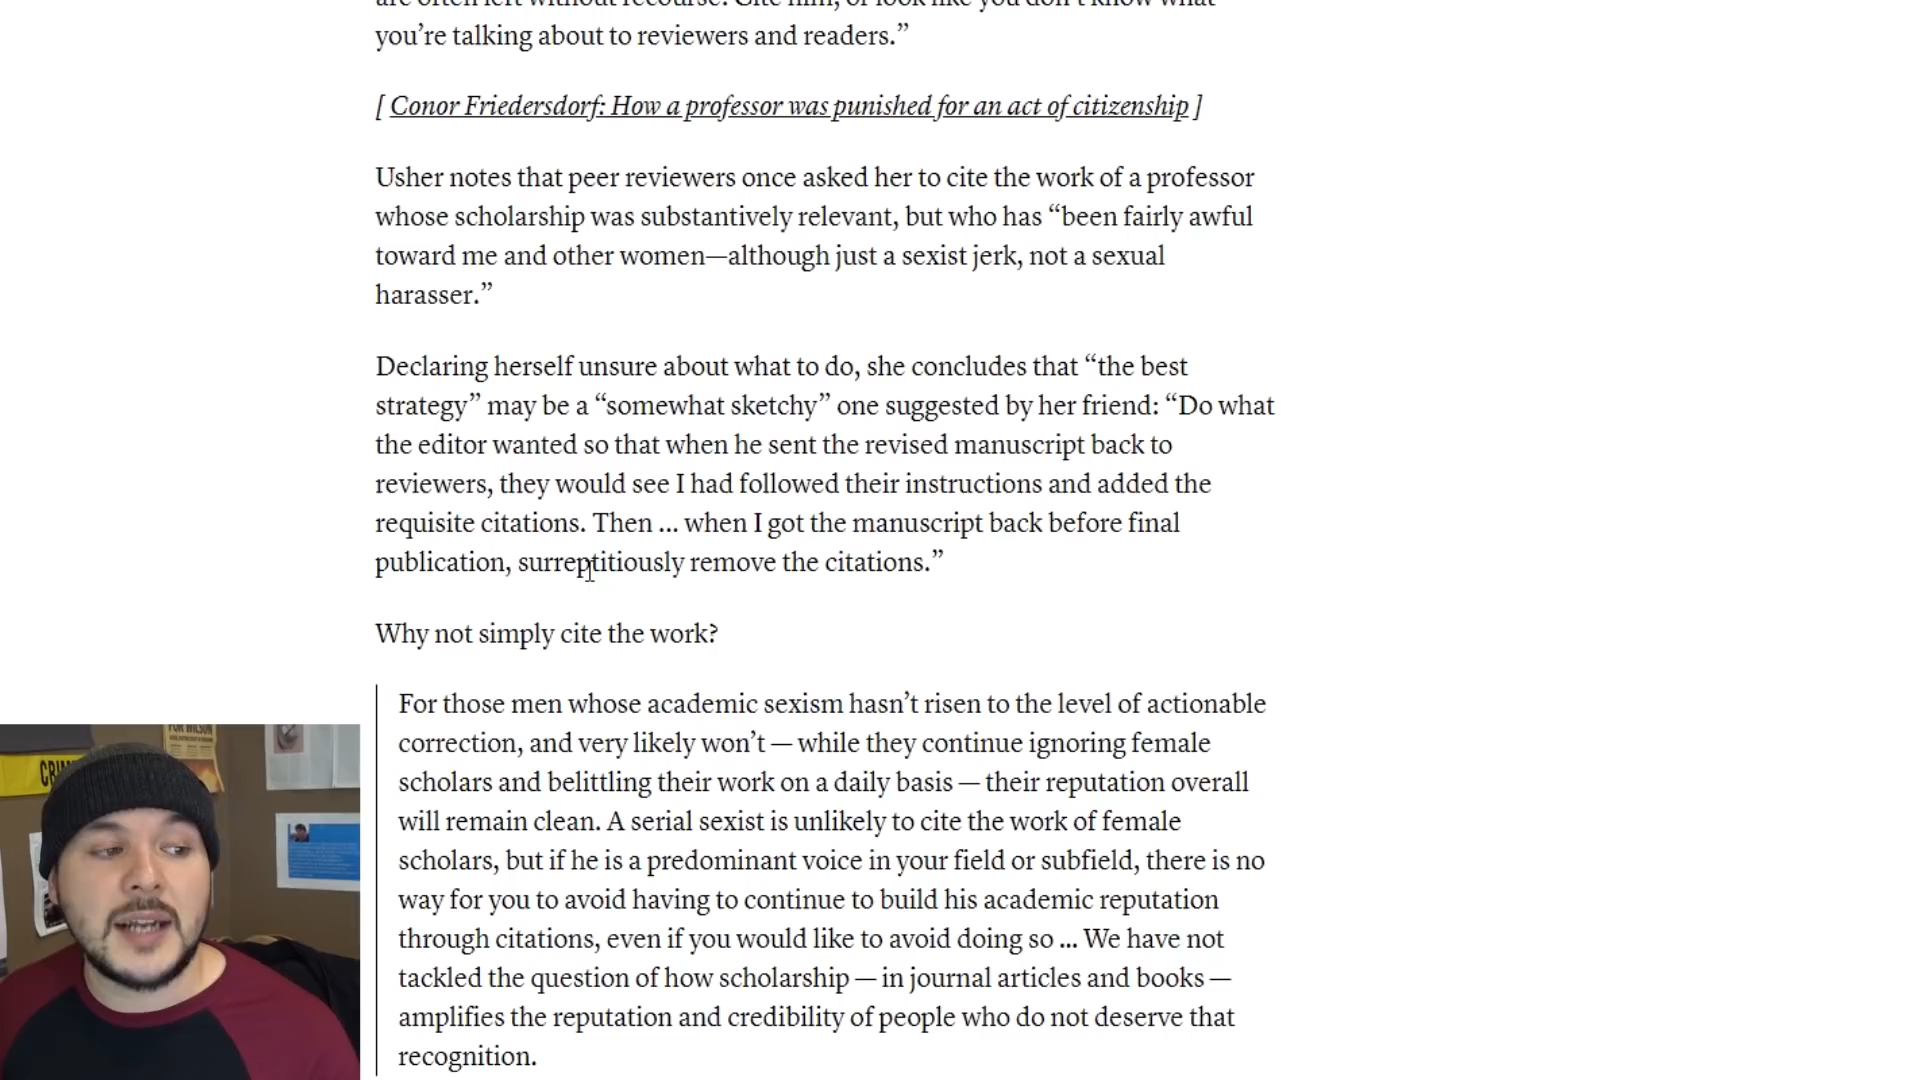 you’re talking about to reviewers and readers.”
[ Conor Friedersdorf: How a professor was punished for an act of citizenship ]
Usher notes that peer reviewers once asked her to cite the work of a professor
whose scholarship was substantively relevant, but who has “been fairly awful
toward me and other women—although just a sexist jerk, not a sexual
harasser.”
Declaring herself unsure about what to do, she concludes that “the best
strategy” may be a “somewhat sketchy” one suggested by her friend: “Do what
the editor wanted so that when he sent the revised manuscript back to
reviewers, they would see I had followed their instructions and added the
requisite citations. Then ... when I got the manuscript back before final
publication, surreptitiously remove the citations.”
Why not simply cite the work?
For those men whose academic sexism hasn’t risen to the level of actionable
correction, and very likely won’t — while they continue ignoring female
scholars and belittling their work on a daily basis — their reputation overall
will remain clean. A serial sexist is unlikely to cite the work of female
scholars, but if he is a predominant voice in your field or subfield, there is no
way for you to avoid having to continue to build his academic reputation
through citations, even if you would like to avoid doing so ... We have not
tackled the question of how scholarship — in journal articles and books —
amplifies the reputation and credibility of people who do not deserve that
recognition.